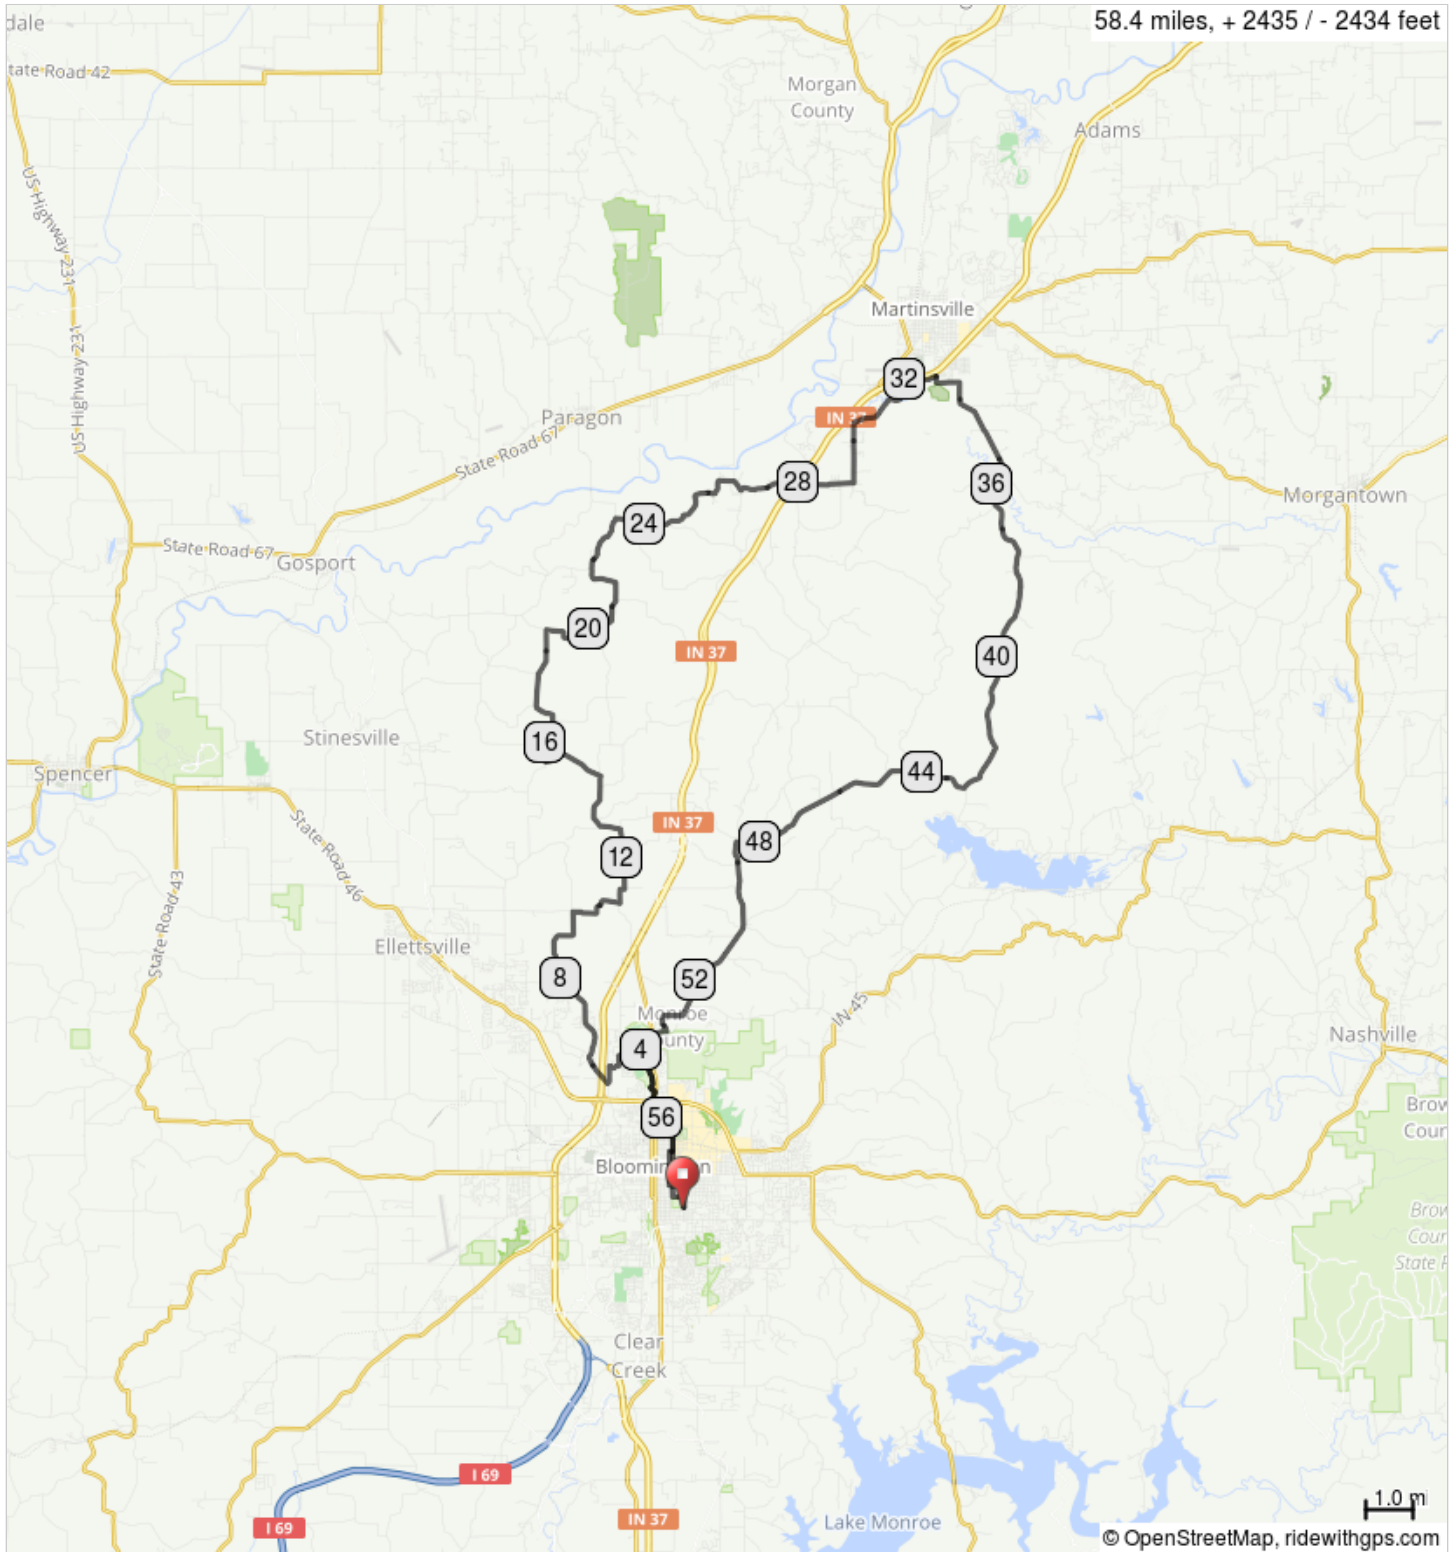 58.4 miles, + 2435 / - 2434 feet
dale
tate Road 42
Morgan
County
Adams
US Highway 231
Martinsville
US Highway 231
32
Paragon
IN 37
State Road 67
28
36
Morgantown
24
State Road 67
Gosport
20
IN 37
40
16
Stinesville
Spencer
44
IN 37
48
State Road 46
12
State Road 43
Ellettsville
8
52
Monroe
ounty
IN 45
Nashville
4
56
Brow
Cour
Bloomin n
Brow
Cour
State F
Clear
Creek
I 69
1.0 m
IN 37
Lake Monroe
I 69
© OpenStreetMap, ridewithgps.com